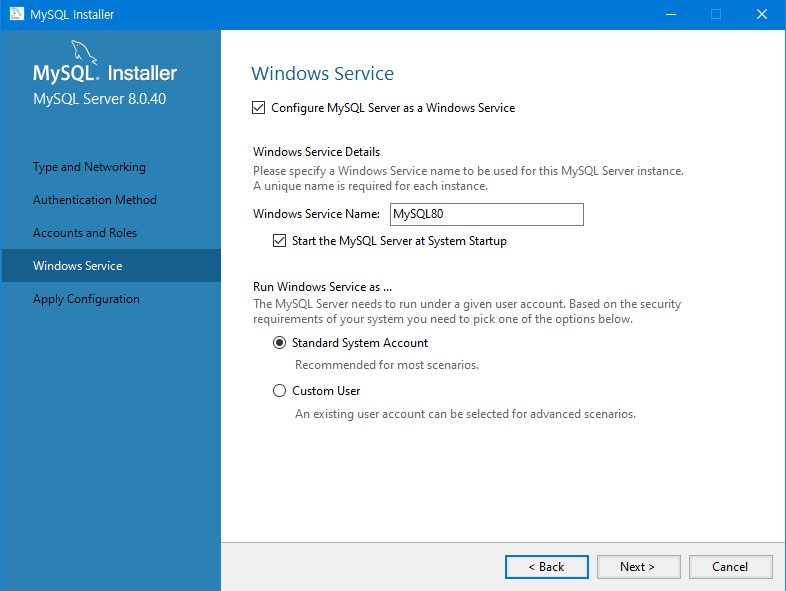 MySQL Installer
MySQL. Installer
MySQL Server 8.0.40
Type and Networking
Authentication Method
Accounts and Roles
Windows Service
Apply Configuration
Windows Service
Configure MySQL Server as a Windows Service
Windows Service Details
Please specify a Windows Service name to be used for this MySQL Server instance.
A unique name is required for each instance.
Windows Service Name: MySQL80
Start the MySQL Server at System Startup
Run Windows Service as ...
The MySQL Server needs to run under a given user account. Based on the security
requirements of your system you need to pick one of the options below.
Standard System Account
Recommended for most scenarios.
Custom User
An existing user account can be selected for advanced scenarios.
< Back Next > Cancel